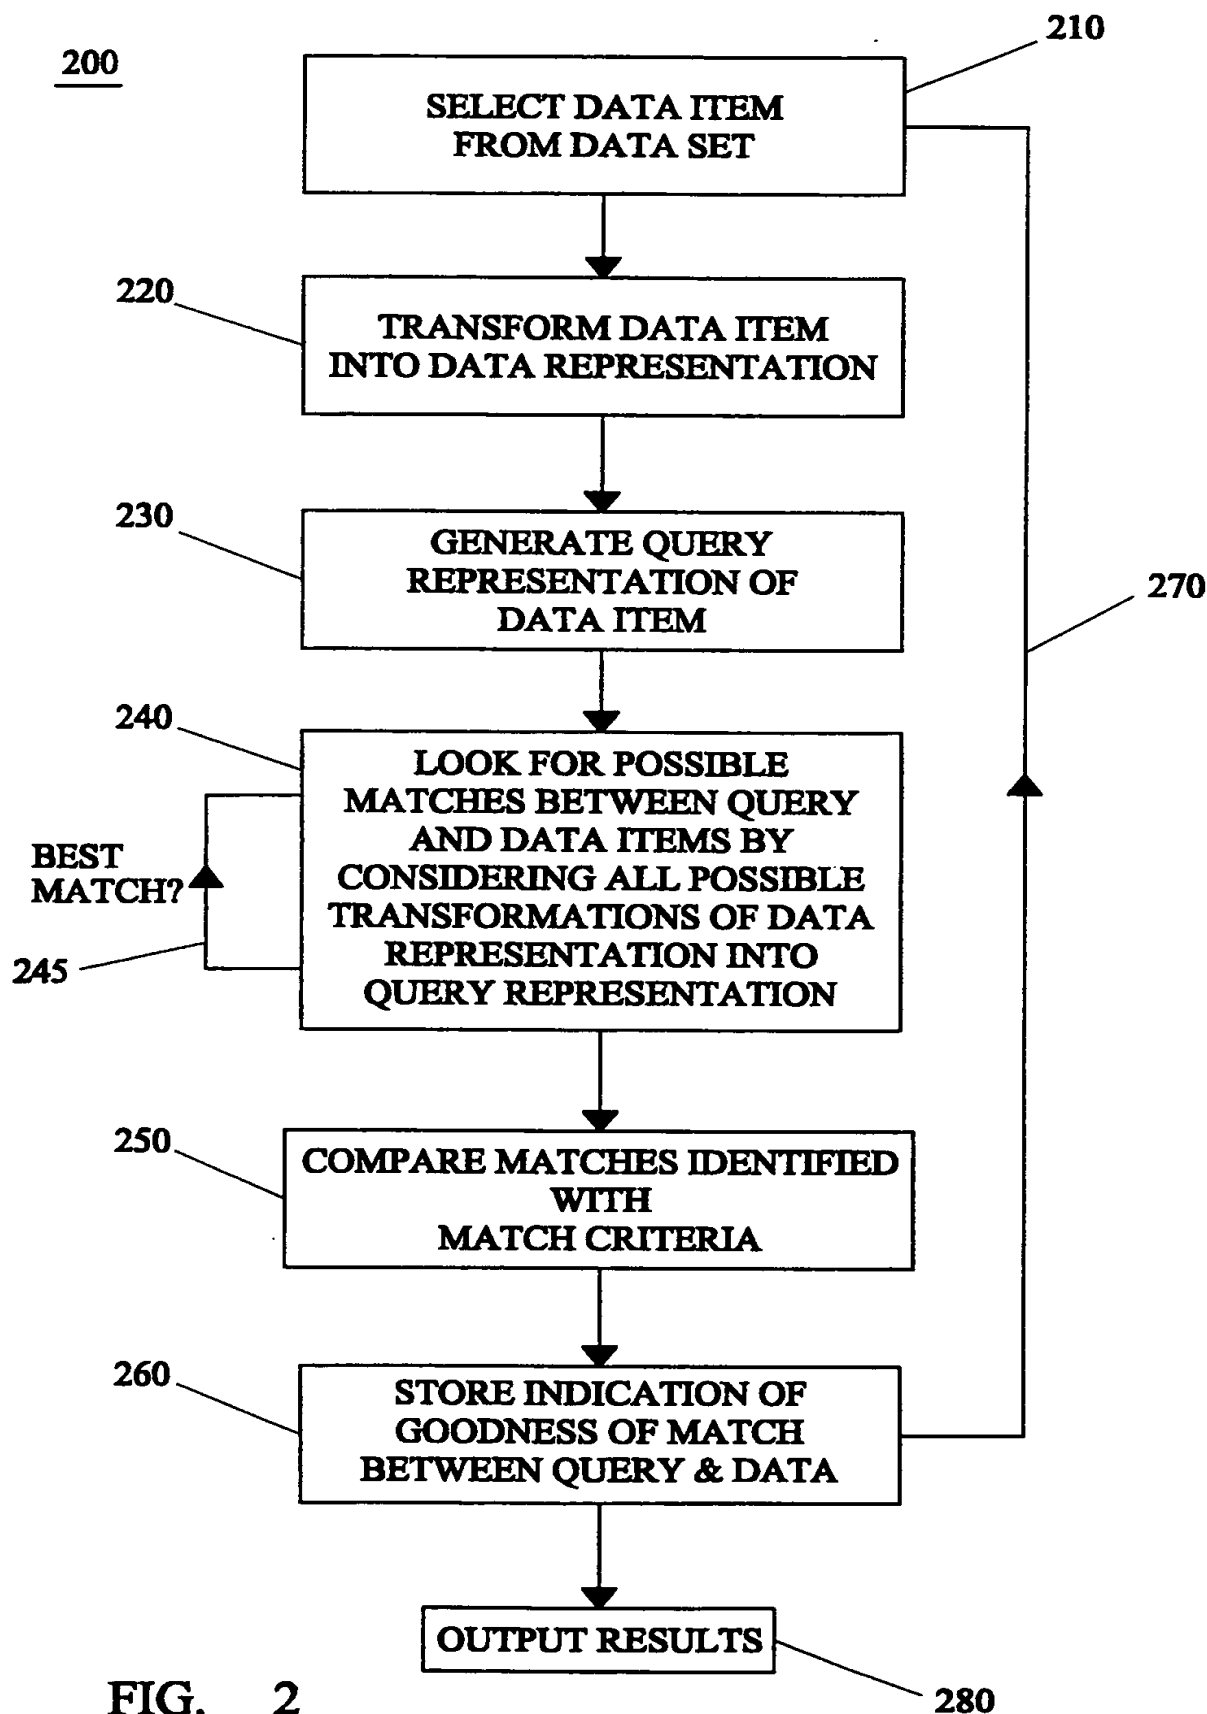 210
200
SELECT DATA ITEM
FROM DATA SET
220
TRANSFORM DATA ITEM
INTO DATA REPRESENTATION
230
GENERATE QUERY
REPRESENTATION OF
DATA ITEM
270
240
LOOK FOR POSSIBLE
MATCHES BETWEEN QUERY
AND DATA ITEMS BY
CONSIDERING ALL POSSIBLE
TRANSFORMATIONS OF DATA
REPRESENTATION INTO
QUERY REPRESENTATION
BEST
MATCH?
245
250
COMPARE MATCHES IDENTIFIED
WITH
MATCH CRITERIA
260
STORE INDICATION OF
GOODNESS OF MATCH
BETWEEN QUERY & DATA
OUTPUT RESULTS
280
FIG. 2